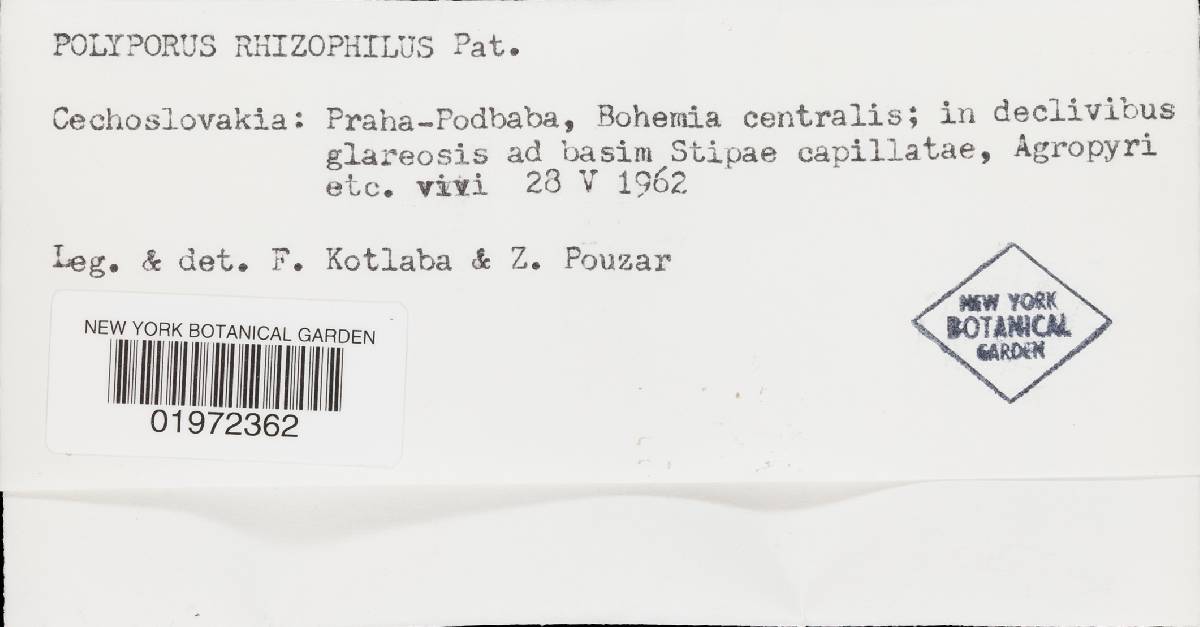 POLYPORUS RHIZOPHILUS Pat.
Cechoslovakia: Praha-Podbaba, Bohemia centralis; in declivibus
glareosis ad basim Stipae capillatae, Agropyri
etc. vivi 28 V 1962
Leg. & det. F. Kotlaba & Z. Pouzar
NEW YORK BOTANICAL GARDEN
01972362
NEW YORK
BOTANICAL
GARDEN